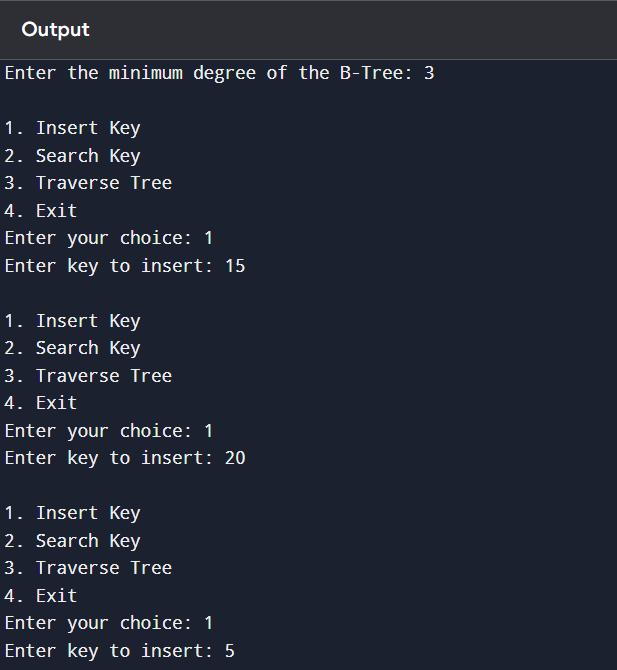 Output
Enter the minimum degree of the B-Tree: 3
1. Insert Key
2. Search Key
3. Traverse Tree
4. Exit
Enter your choice: 1
Enter key to insert: 15
1. Insert Key
2. Search Key
3. Traverse Tree
4. Exit
Enter your choice: 1
Enter key to insert: 20
1. Insert Key
2. Search Key
3. Traverse Tree
4. Exit
Enter your choice: 1
Enter key to insert: 5